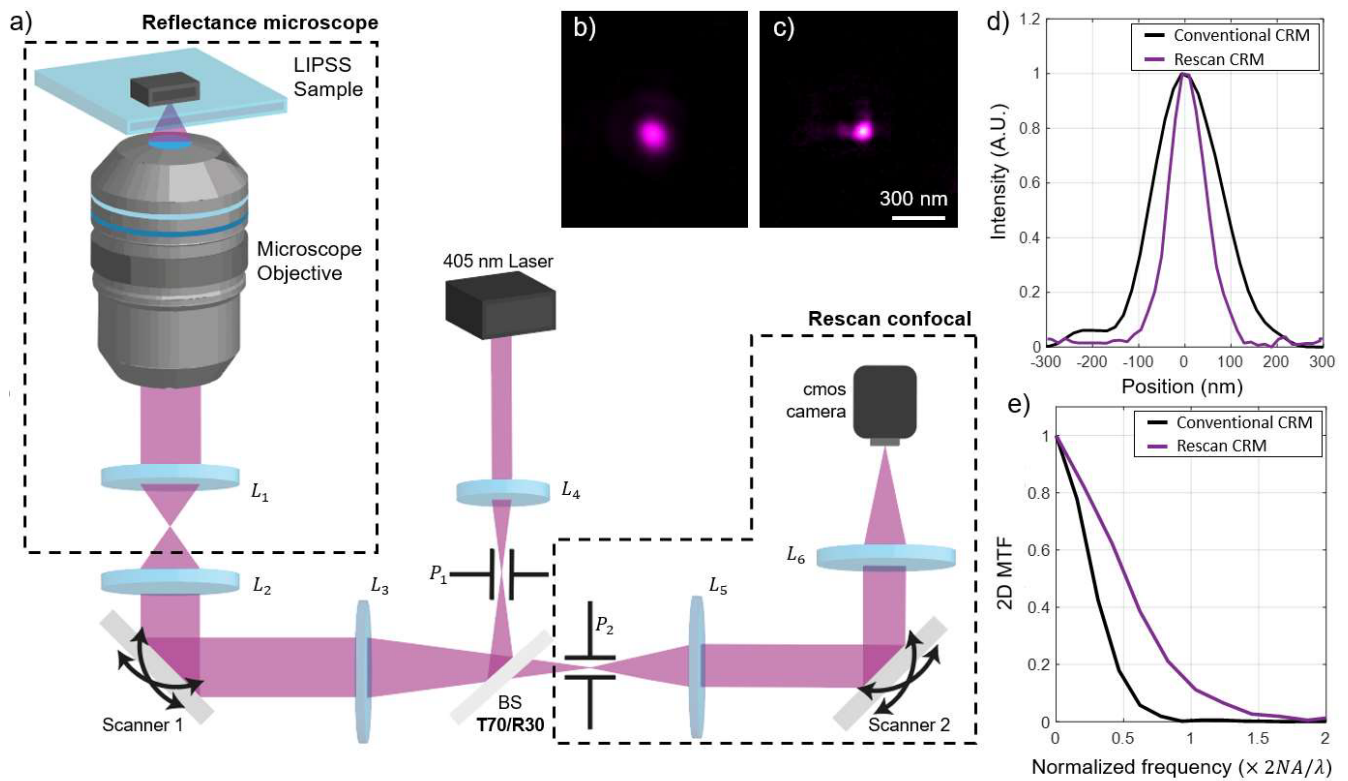 a)
Reflectance microscope
LIPSS
Sample
Microscope
Objective
L₁
L₂
L₃
Scanner 1
405 nm Laser
L₄
P₁
BS
T70/R30
Rescan confocal
cmos
camera
L₆
L₅
P₂
Scanner 2
b)
c)
300 nm
d)
Conventional CRM
Rescan CRM
Intensity (A.U.)
1.2
1
0.8
0.6
0.4
0.2
0
-300
-200
-100
0
100
200
300
Position (nm)
e)
Conventional CRM
Rescan CRM
2D MTF
1
0.8
0.6
0.4
0.2
0
0
0.5
1
1.5
2
Normalized frequency (× 2NA/λ)